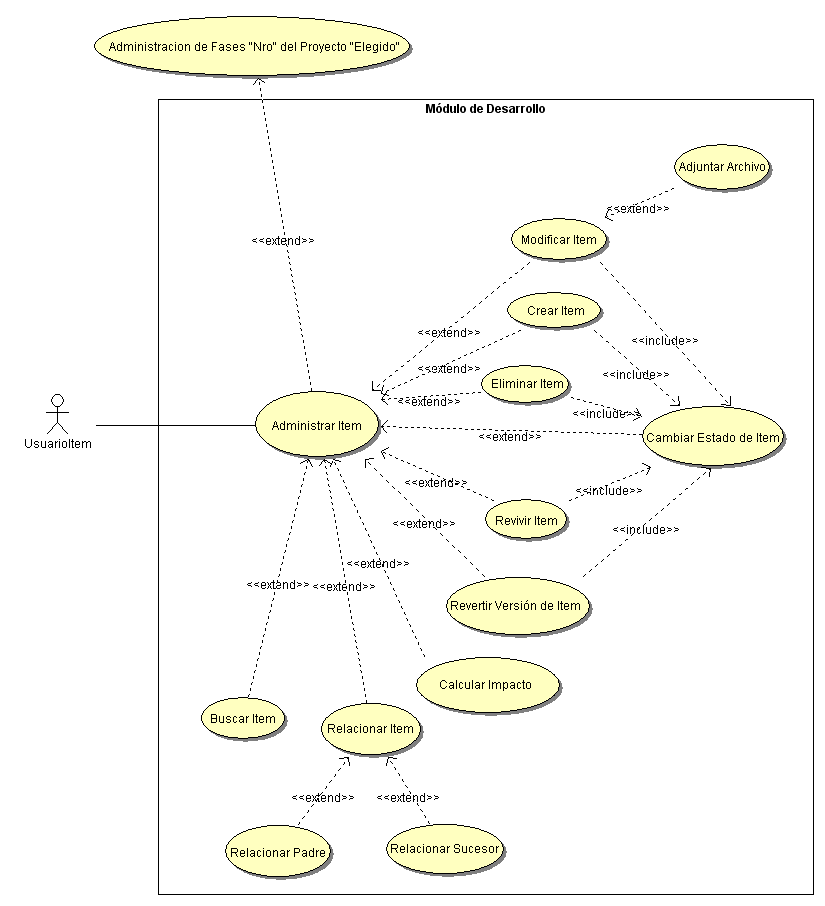 Administracion de Fases "Nro" del Proyecto "Elegido"
Módulo de Desarrollo
Adjuntar Archivo
<<extend>>
Modificar Item
<<extend>>
Crear Item
<<extend>>
<<include>>
<<extend>>
<<include>>
Eliminar Item
<<extend>>
<<include>>
Administrar Item
<<extend>>
Cambiar Estado de Item
UsuarioItem
<<extend>>
<<include>>
Revivir Item
<<extend>>
<<include>>
<<extend>>
<<extend>>
<<extend>>
Revertir Versión de Item
Calcular Impacto
Buscar Item
Relacionar Item
<<extend>>
<<extend>>
Relacionar Padre
Relacionar Sucesor